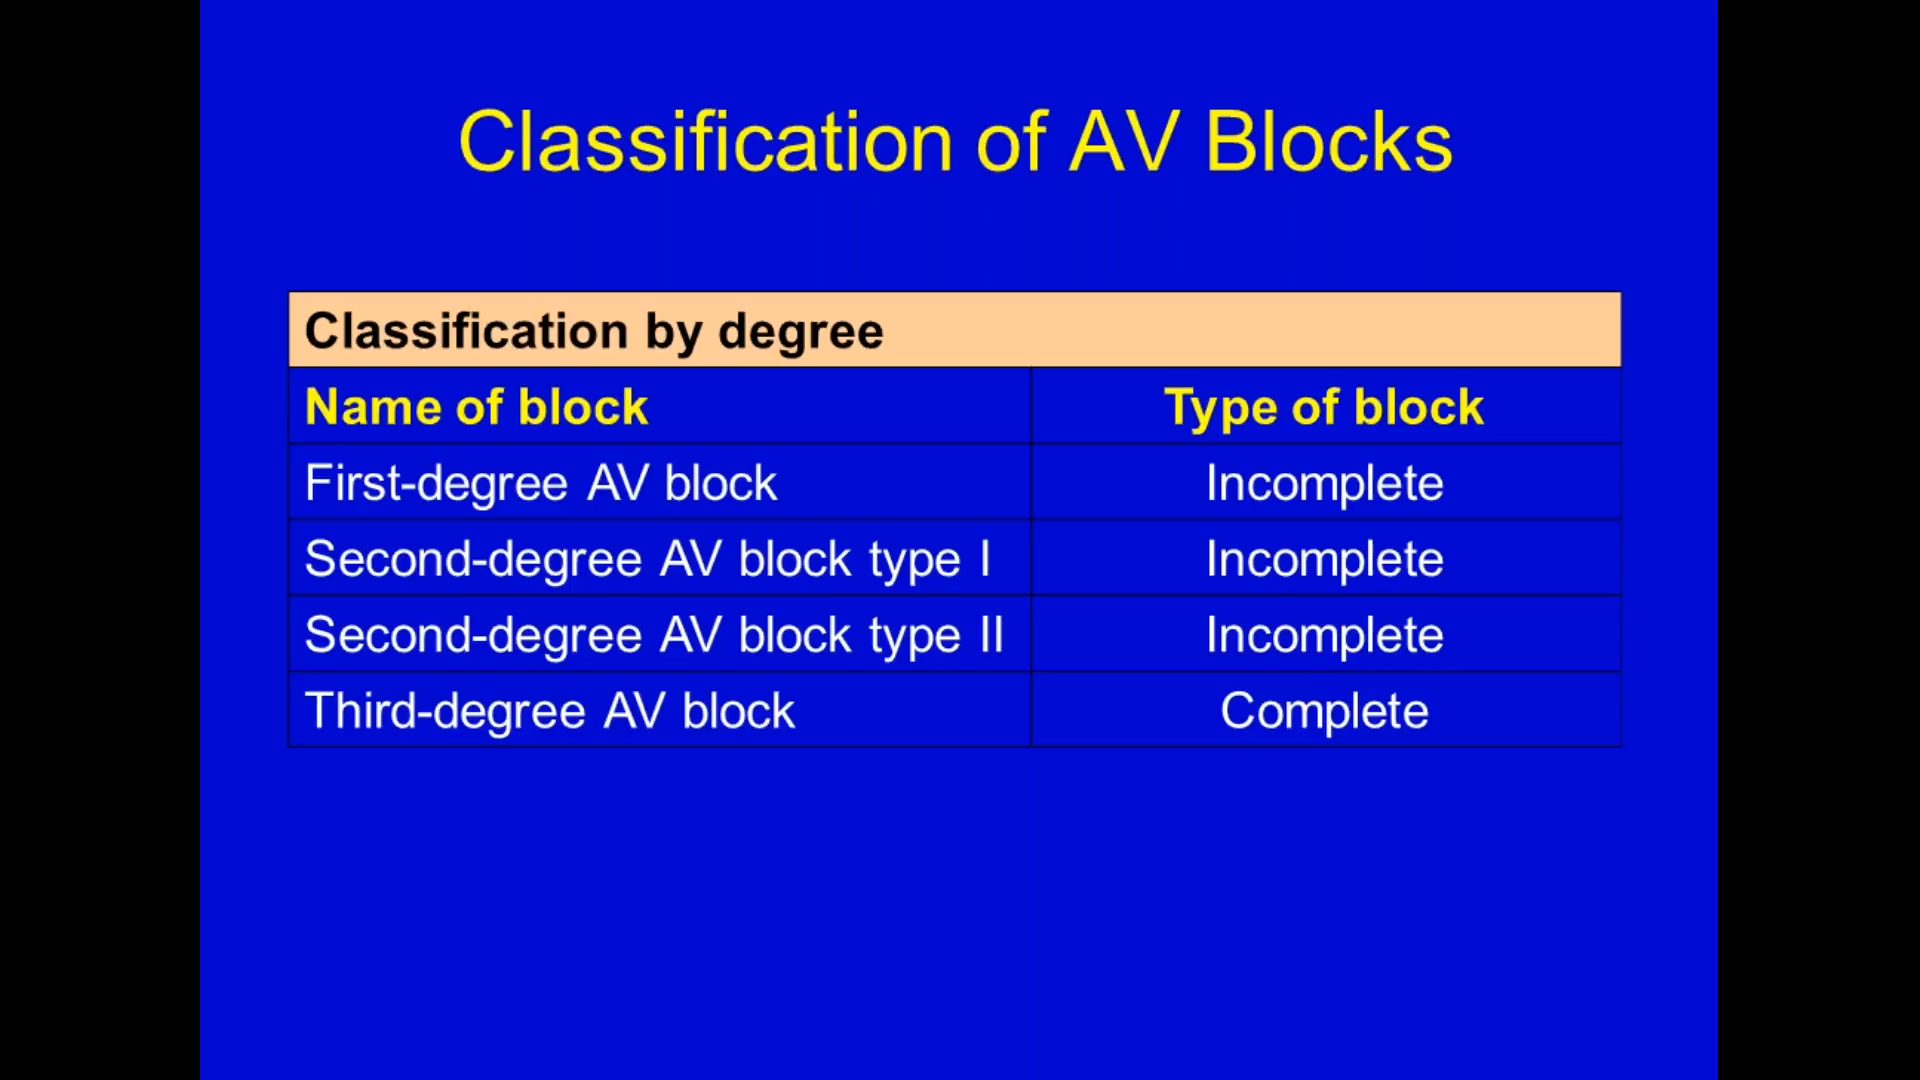 Classification of AV Blocks
Classification by degree
Name of block Type of block
First-degree AV block Incomplete
Second-degree AV block type I Incomplete
Second-degree AV block type II Incomplete
Third-degree AV block Complete